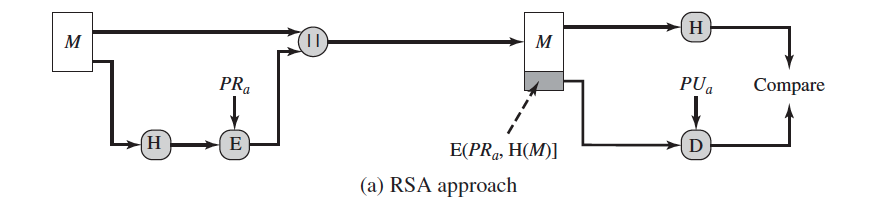 M
||
M
H
PRa
PUa
Compare
H
E
E(PRa, H(M)]
D
(a) RSA approach